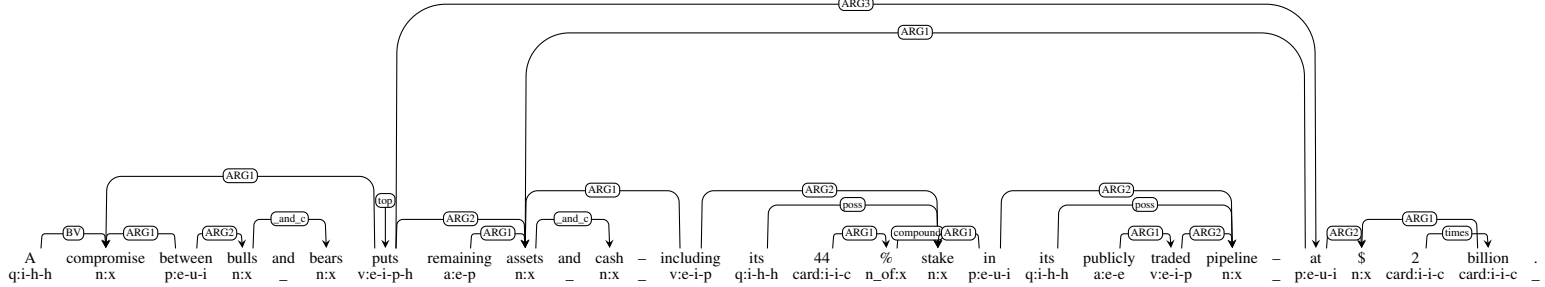 ARG3
ARG1
ARG1 ARG1 ARG2 ARG2
top poss poss
ARG2 _and_c _and_c ARG1
BV ARG1 ARG2 ARG1 ARG1 compound ARG1 ARG1 ARG2 ARG2 times
A compromise between bulls and bears puts remaining assets and cash – including its 44 % stake in its publicly traded pipeline – at $ 2 billion .
q:i-h-h n:x p:e-u-i n:x _ n:x v:e-i-p-h a:e-p n:x _ n:x _ v:e-i-p q:i-h-h card:i-i-c n_of:x n:x p:e-u-i q:i-h-h a:e-e v:e-i-p n:x _ p:e-u-i n:x card:i-i-c card:i-i-c _